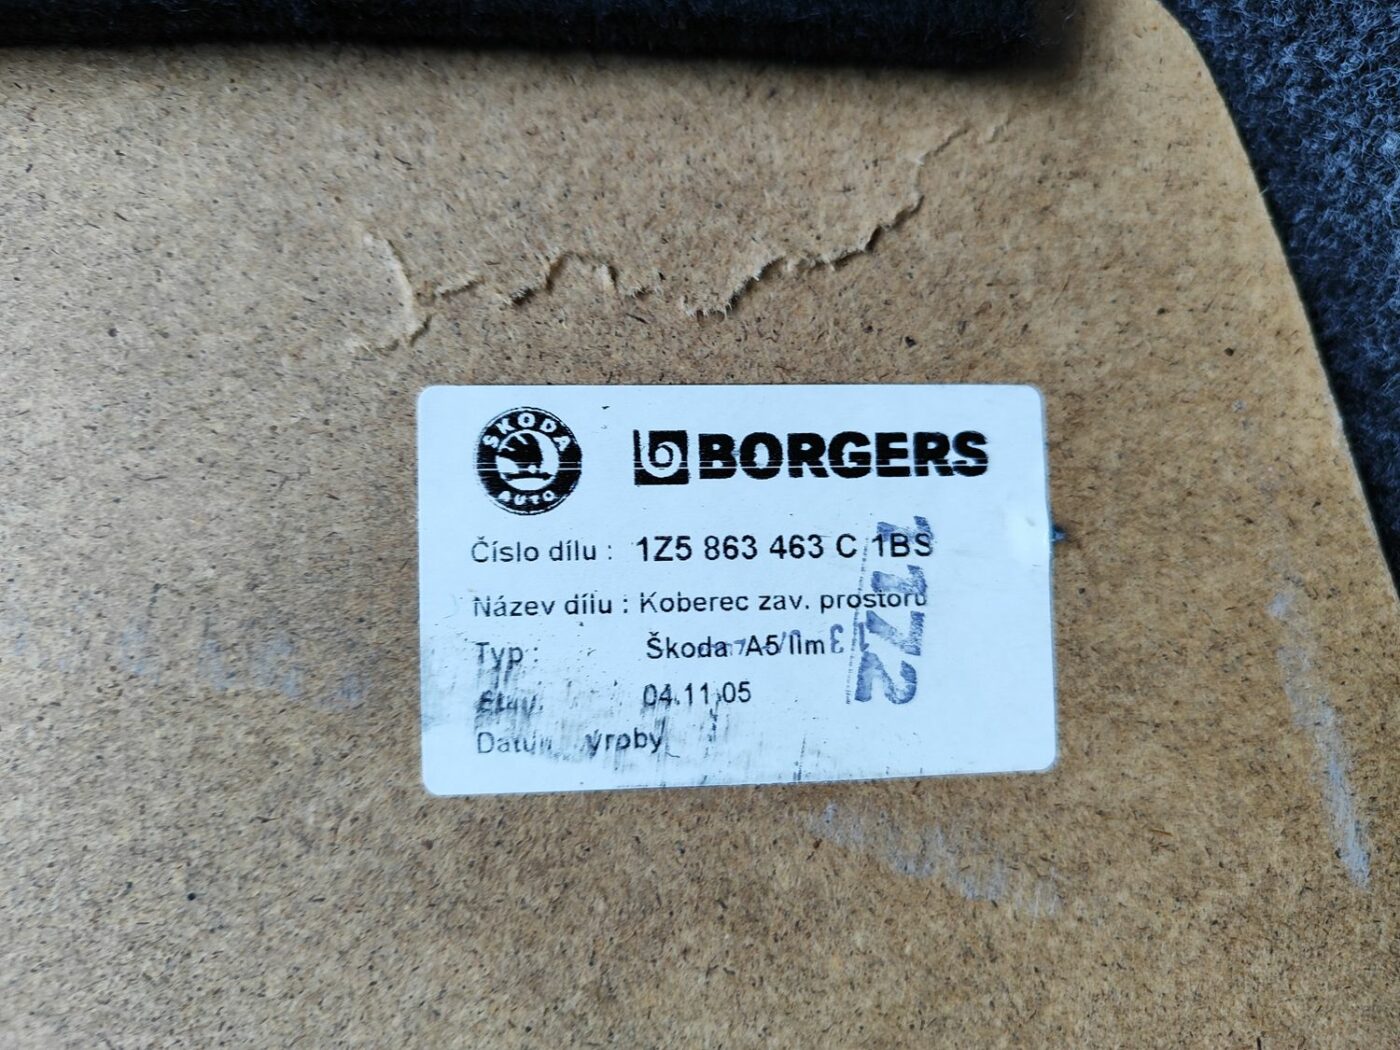 ŠKODA
AUTO
BORGERS
Číslo dílu : 1Z5 863 463 C 1BS
Název dílu : Koberec zav. prostoru
Typ : Škoda A5
04.11.05
Datum výroby